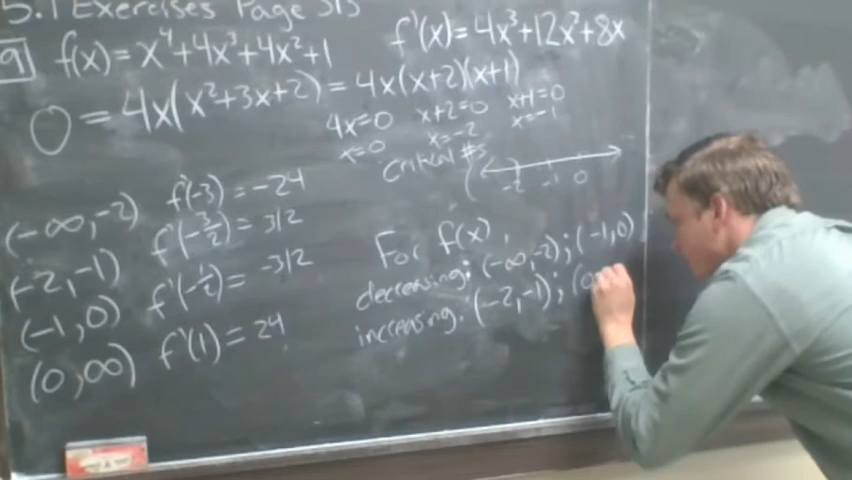 5.1 Exercises Page 313
9 f(x)=x⁴+4x³+4x²+1 f'(x)=4x³+12x²+8x
0=4x(x²+3x+2)=4x(x+2)(x+1)
4x=0 x+2=0 x+1=0
x=0 x=-2 x=-1
Critical #s
-2 -1 0
(-∞,-2) f'(-3)=-24
(-2,-1) f'(-3/2)=3/2
(-1,0) f'(-1/2)=-3/2
(0,∞) f'(1)=24
For f(x)
decreasing: (-∞,-2); (-1,0)
increasing: (-2,-1); (0